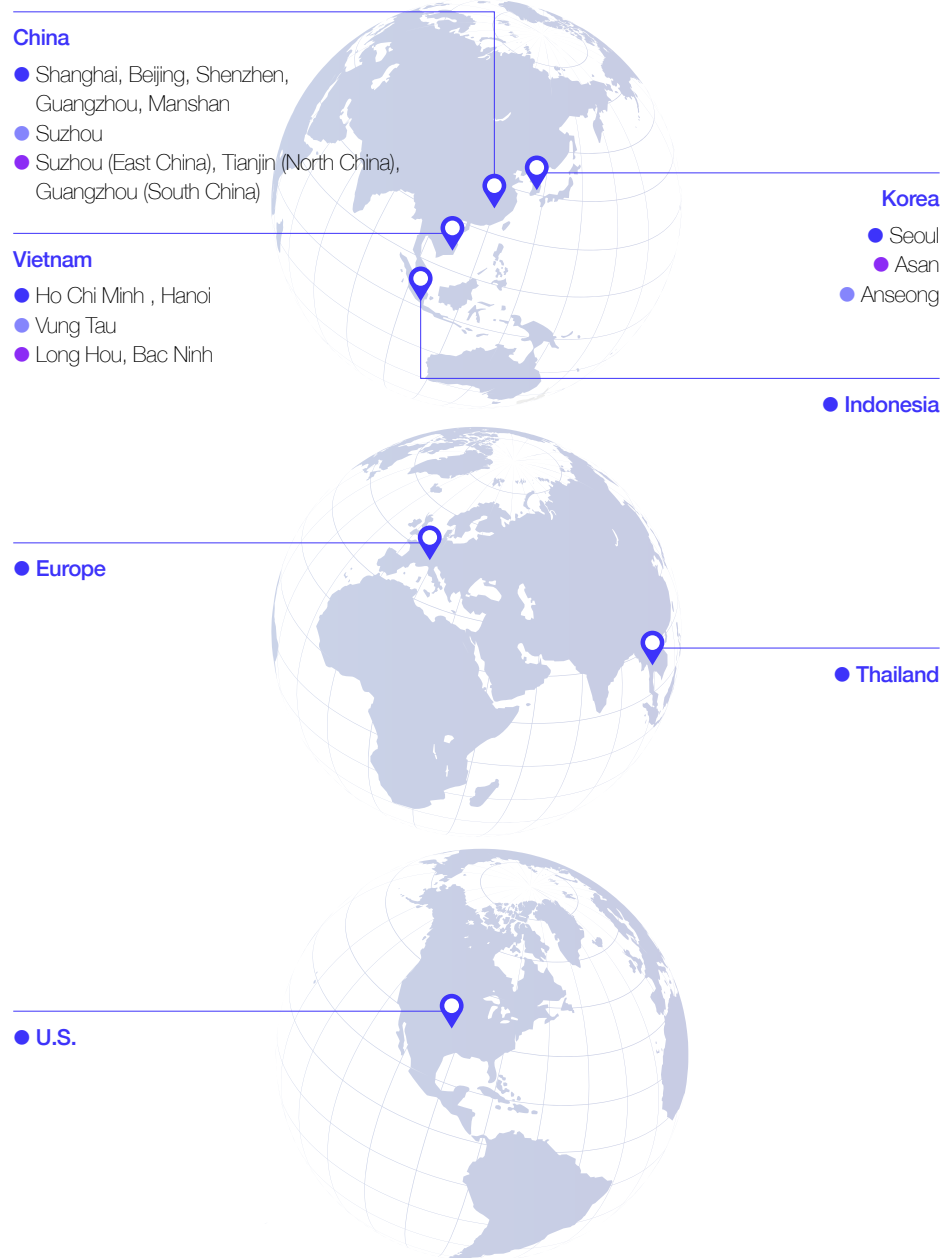 China
Shanghai, Beijing, Shenzhen,
Guangzhou, Manshan
Suzhou
Suzhou (East China), Tianjin (North China),
Guangzhou (South China)
Korea
Seoul
Asan
Anseong
Vietnam
Ho Chi Minh , Hanoi
Vung Tau
Long Hou, Bac Ninh
Indonesia
Europe
Thailand
U.S.